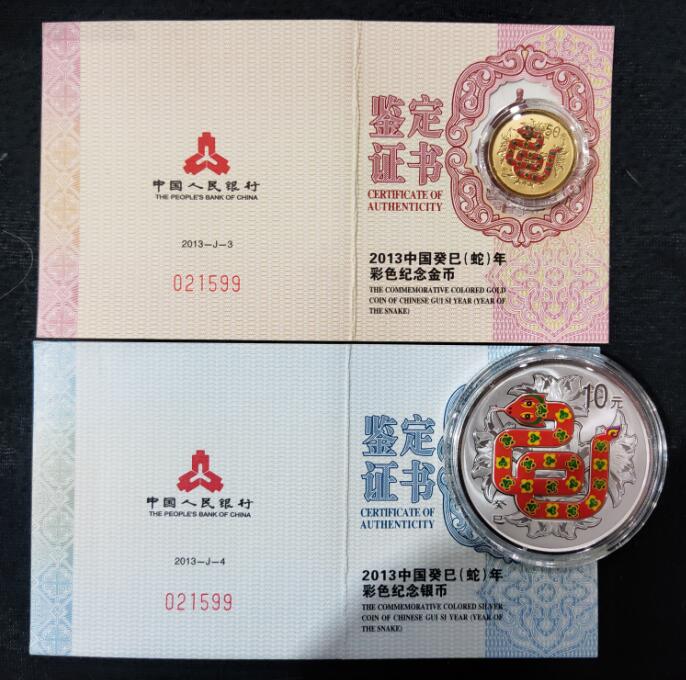 中国人民银行
THE PEOPLE'S BANK OF CHINA
2013-J-3
021599
鉴定
证书
CERTIFICATE OF
AUTHENTICITY
2013中国癸巳(蛇)年
彩色纪念金币
THE COMMEMORATIVE COLORED GOLD
COIN OF CHINESE GUI SI YEAR (YEAR OF
THE SNAKE)
50
中国人民银行
THE PEOPLE'S BANK OF CHINA
2013-J-4
021599
鉴定
证书
CERTIFICATE OF
AUTHENTICITY
2013中国癸巳(蛇)年
彩色纪念银币
THE COMMEMORATIVE COLORED SILVER
COIN OF CHINESE GUI SI YEAR (YEAR OF
THE SNAKE)
10元
癸
巳